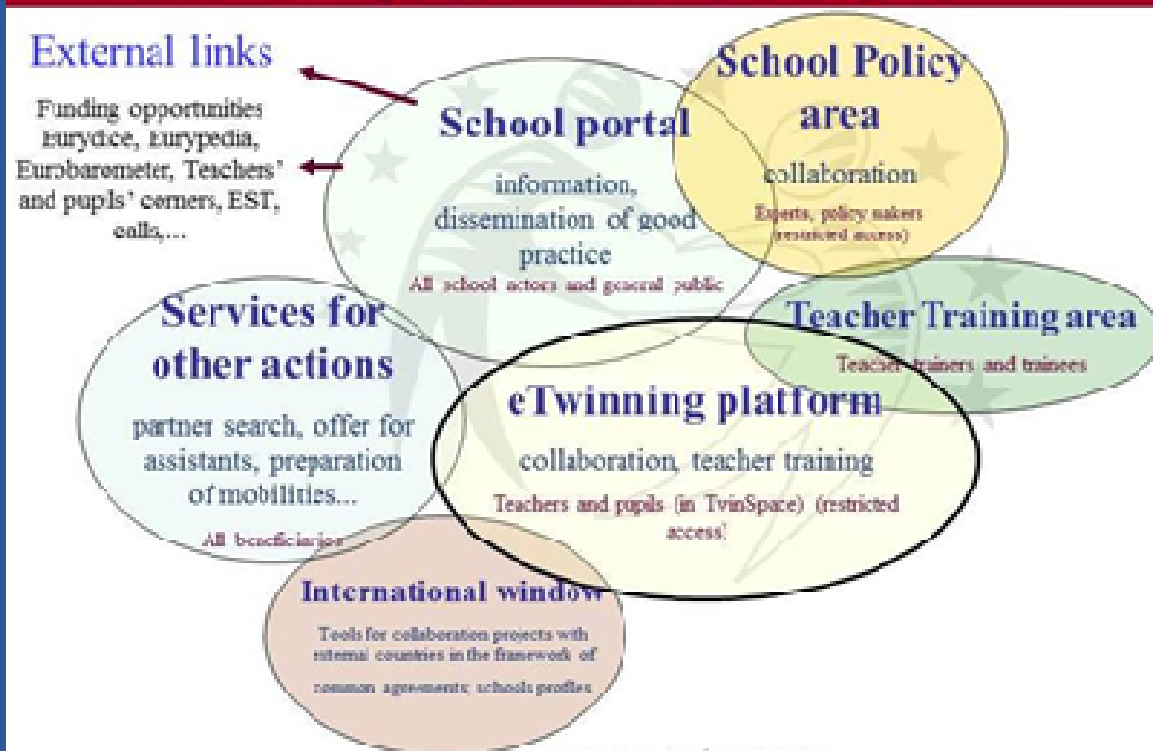 External links
Funding opportunities
Eurydice, Eurypedia,
Eurobarometer, Teachers'
and pupils' corners, EST,
calls,...
School portal
information,
dissemination of good
practice
All school actors and general public
School Policy
area
collaboration
Experts, policy makers
(restricted access)
Teacher Training area
Teacher trainers and trainees
Services for
other actions
partner search, offer for
assistants, preparation
of mobilities...
All beneficiaries
eTwinning platform
collaboration, teacher training
Teachers and pupils (in TwinSpace) (restricted
access)
International window
Tools for collaboration projects with
external countries in the framework of
common agreements; schools profiles